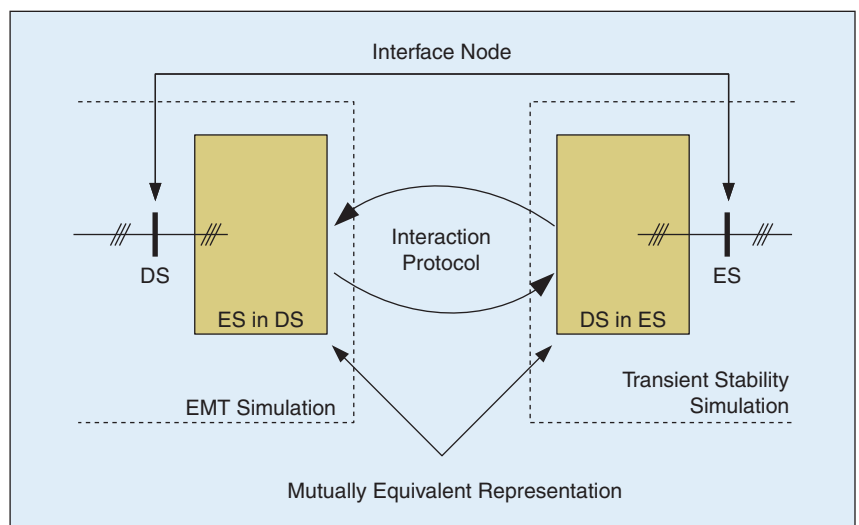 Interface Node
Interaction
Protocol
DS
ES
ES in DS
DS in ES
EMT Simulation
Transient Stability
Simulation
Mutually Equivalent Representation